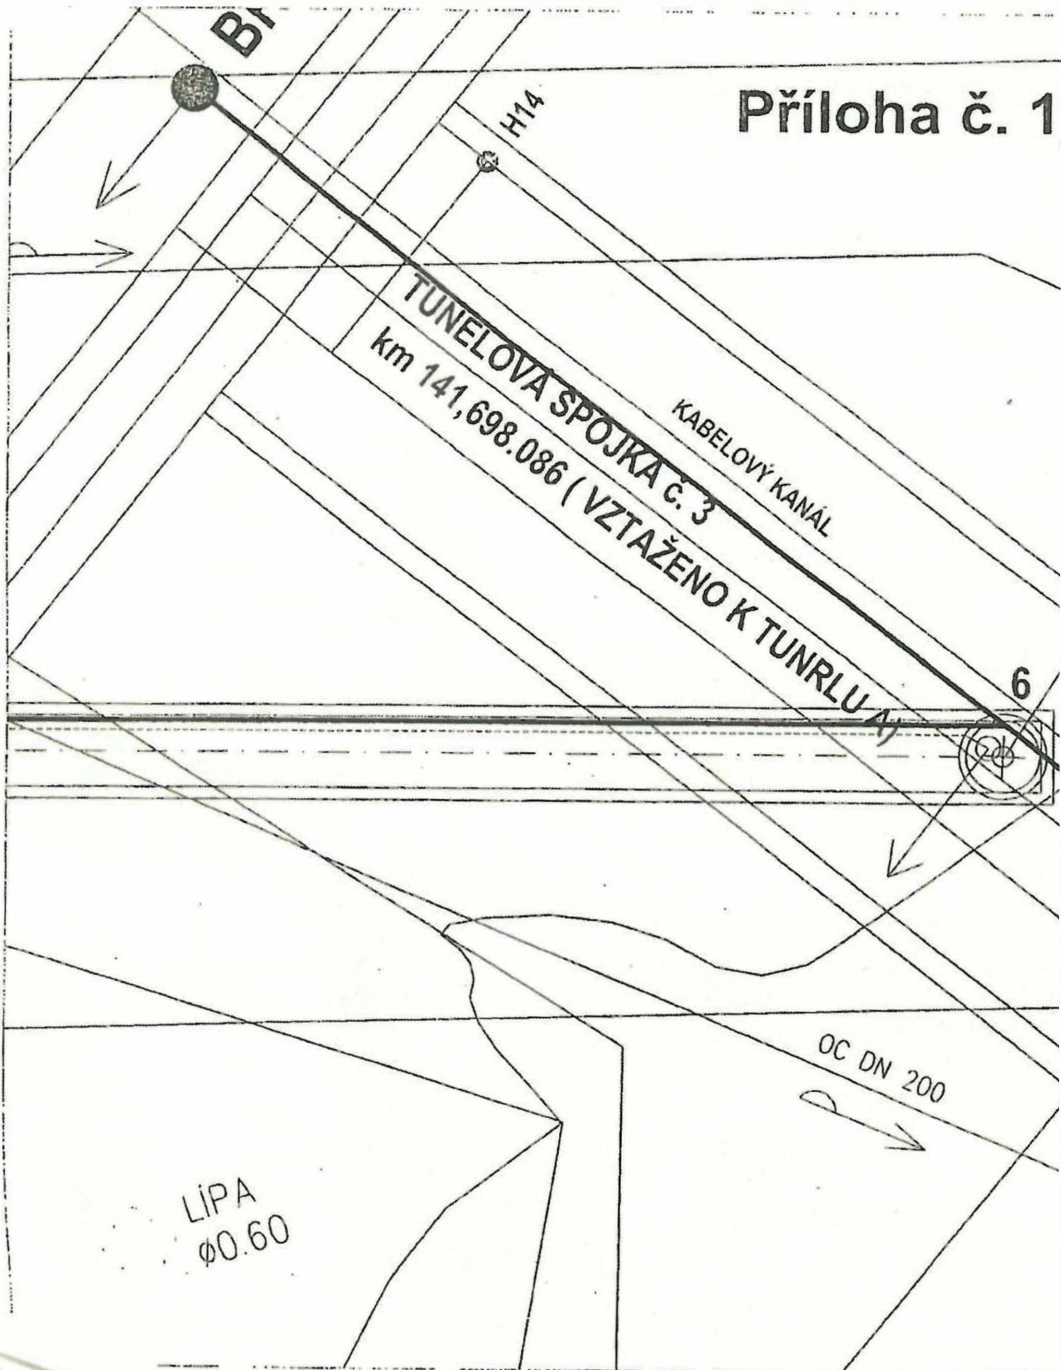 Příloha č. 1
H14
TUNELOVÁ SPOJKA č. 3
km 141,698.086 ( VZTAŽENO K TUNRLU A)
KABELOVÝ KANÁL
6
OC DN 200
LÍPA
ø0.60